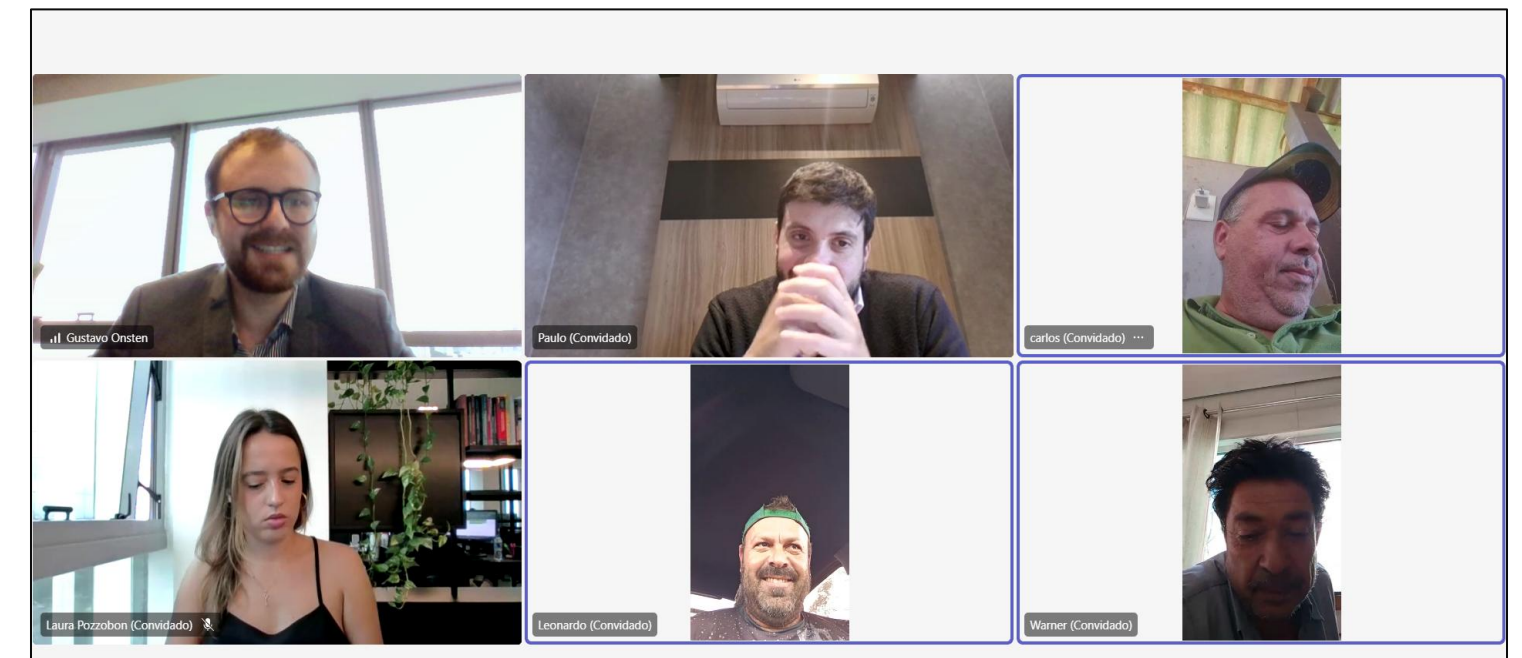 Gustavo Onsten
Paulo (Convidado)
carlos (Convidado) ···
Laura Pozzobon (Convidado)
Leonardo (Convidado)
Warner (Convidado)